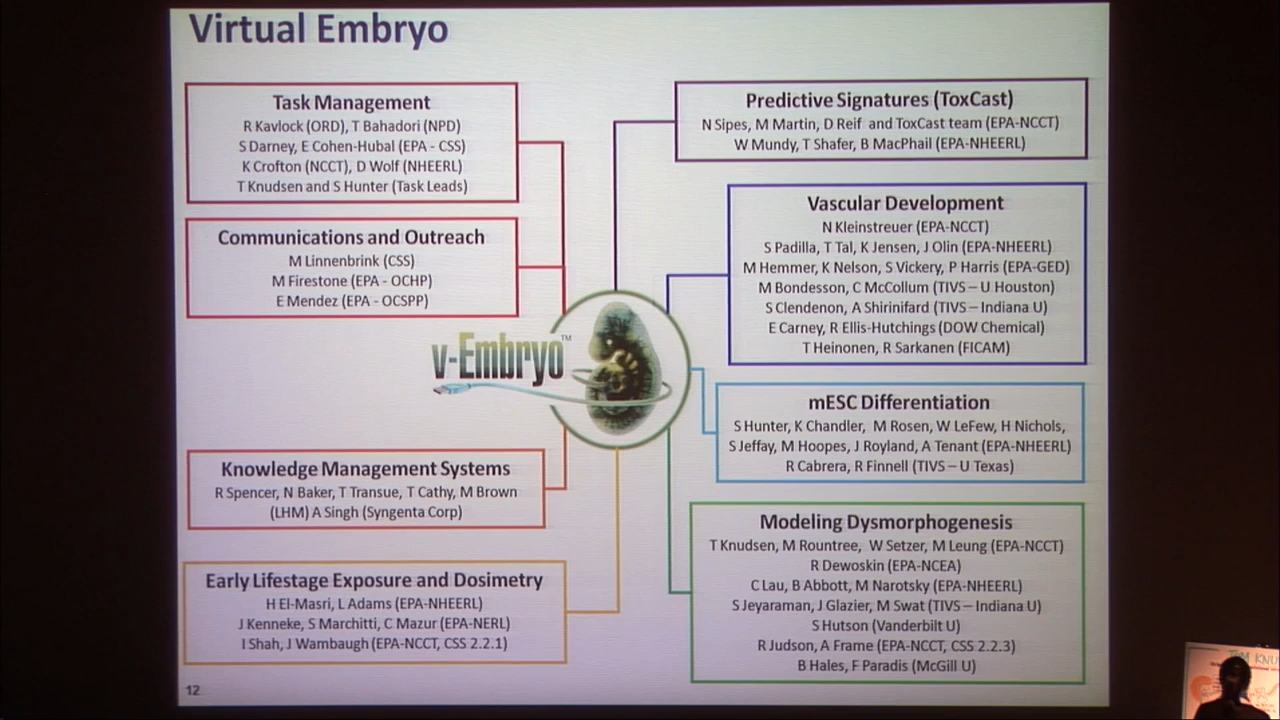 Virtual Embryo
Task Management
R Kavlock (ORD), T Bahadori (NPD)
S Darney, E Cohen-Hubal (EPA - CSS)
K Crofton (NCCT), D Wolf (NHEERL)
T Knudsen and S Hunter (Task Leads)
Communications and Outreach
M Linnenbrink (CSS)
M Firestone (EPA - OCHP)
E Mendez (EPA - OCSPP)
v-Embryo™
Knowledge Management Systems
R Spencer, N Baker, T Transue, T Cathy, M Brown
(LHM) A Singh (Syngenta Corp)
Early Lifestage Exposure and Dosimetry
H El-Masri, L Adams (EPA-NHEERL)
J Kenneke, S Marchitti, C Mazur (EPA-NERL)
I Shah, J Wambaugh (EPA-NCCT, CSS 2.2.1)
12
Predictive Signatures (ToxCast)
N Sipes, M Martin, D Reif and ToxCast team (EPA-NCCT)
W Mundy, T Shafer, B MacPhail (EPA-NHEERL)
Vascular Development
N Kleinstreuer (EPA-NCCT)
S Padilla, T Tal, K Jensen, J Olin (EPA-NHEERL)
M Hemmer, K Nelson, S Vickery, P Harris (EPA-GED)
M Bondesson, C McCollum (TIVS – U Houston)
S Clendenon, A Shirinifard (TIVS – Indiana U)
E Carney, R Ellis-Hutchings (DOW Chemical)
T Heinonen, R Sarkanen (FICAM)
mESC Differentiation
S Hunter, K Chandler, M Rosen, W LeFew, H Nichols,
S Jeffay, M Hoopes, J Royland, A Tenant (EPA-NHEERL)
R Cabrera, R Finnell (TIVS – U Texas)
Modeling Dysmorphogenesis
T Knudsen, M Rountree, W Setzer, M Leung (EPA-NCCT)
R Dewoskin (EPA-NCEA)
C Lau, B Abbott, M Narotsky (EPA-NHEERL)
S Jeyaraman, J Glazier, M Swat (TIVS – Indiana U)
S Hutson (Vanderbilt U)
R Judson, A Frame (EPA-NCCT, CSS 2.2.3)
B Hales, F Paradis (McGill U)